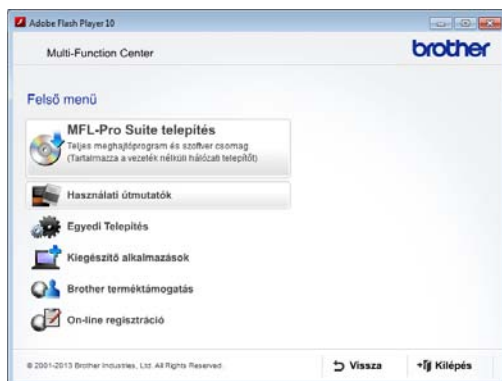 Adobe Flash Player 10
Multi-Function Center
brother
Felső menü
MFL-Pro Suite telepítés
Teljes meghajtóprogram és szoftver csomag
(Tartalmazza a vezeték nélküli hálózati telepítőt)
Használati útmutatók
Egyedi Telepítés
Kiegészítő alkalmazások
Brother terméktámogatás
On-line regisztráció
© 2001-2013 Brother Industries, Ltd. All Rights Reserved.
Vissza
Kilépés